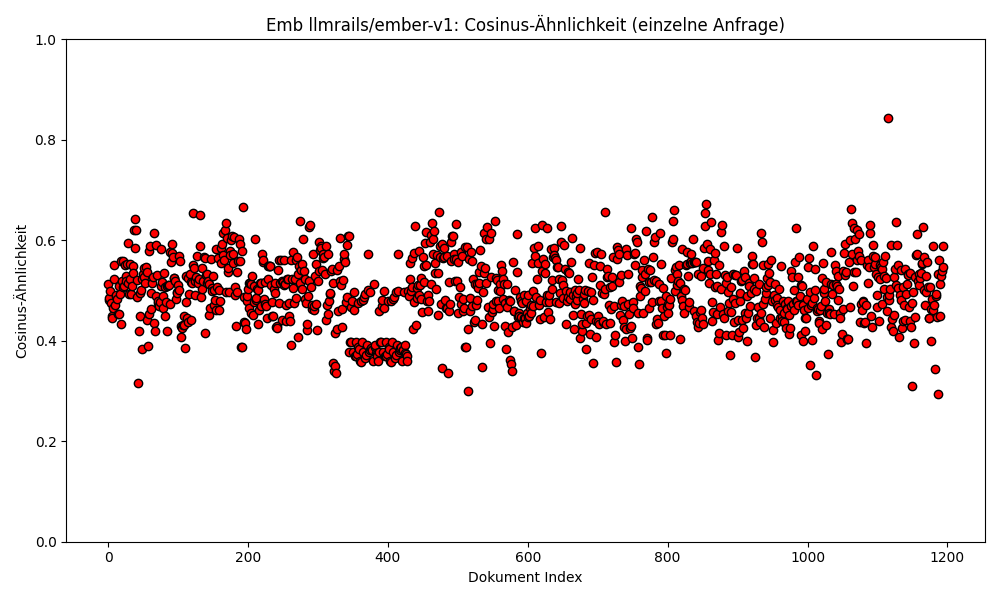 Emb llmrails/ember-v1: Cosinus-Ähnlichkeit (einzelne Anfrage)
1.0
0.8
0.6
0.4
0.2
0.0
Cosinus-Ähnlichkeit
0 200 400 600 800 1000 1200
Dokument Index